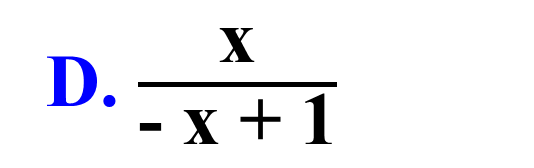 x
D.
- x + 1